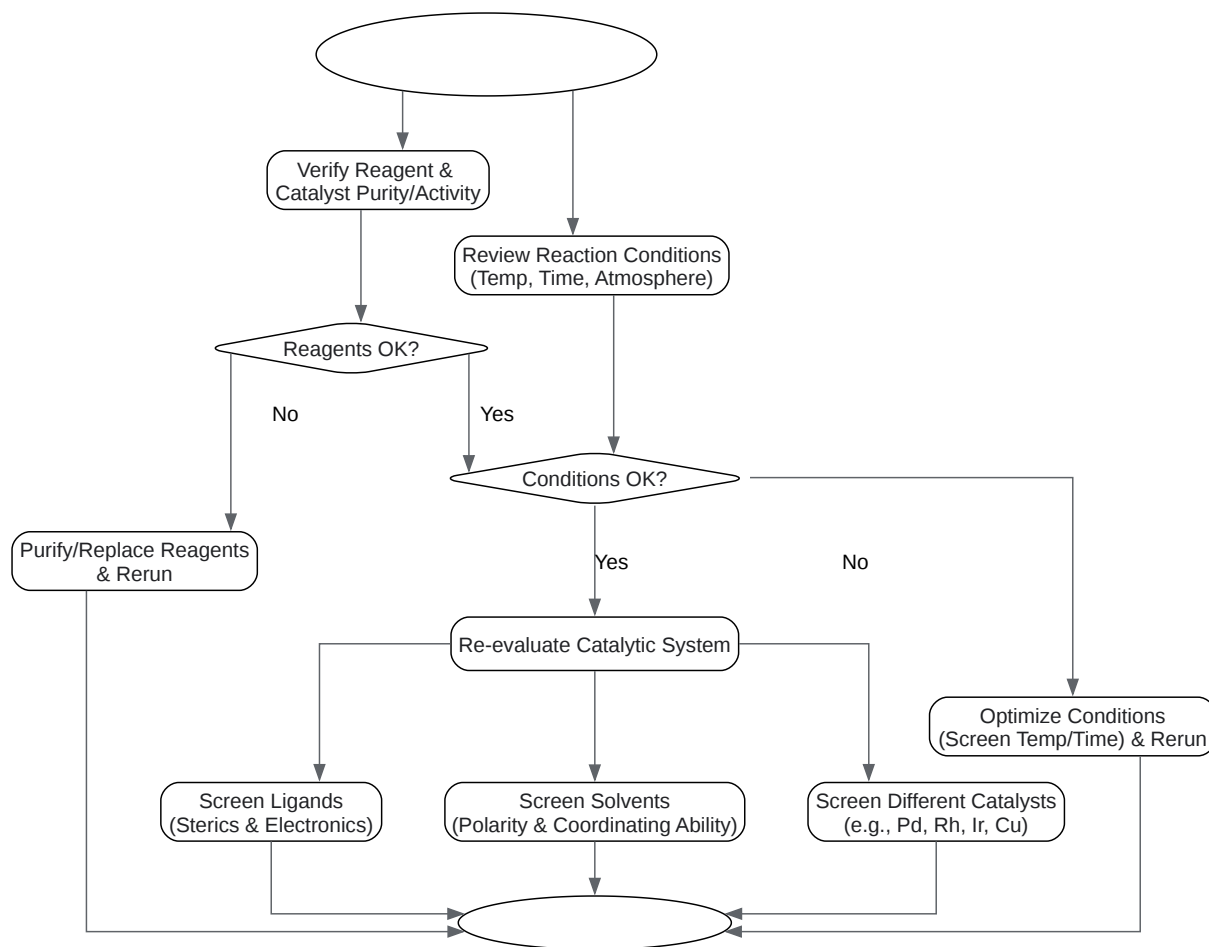 Verify Reagent &
Catalyst Purity/Activity
Review Reaction Conditions
(Temp, Time, Atmosphere)
Reagents OK?
No
Yes
Conditions OK?
Purify/Replace Reagents
& Rerun
Yes
No
Re-evaluate Catalytic System
Optimize Conditions
(Screen Temp/Time) & Rerun
Screen Ligands
(Sterics & Electronics)
Screen Solvents
(Polarity & Coordinating Ability)
Screen Different Catalysts
(e.g., Pd, Rh, Ir, Cu)